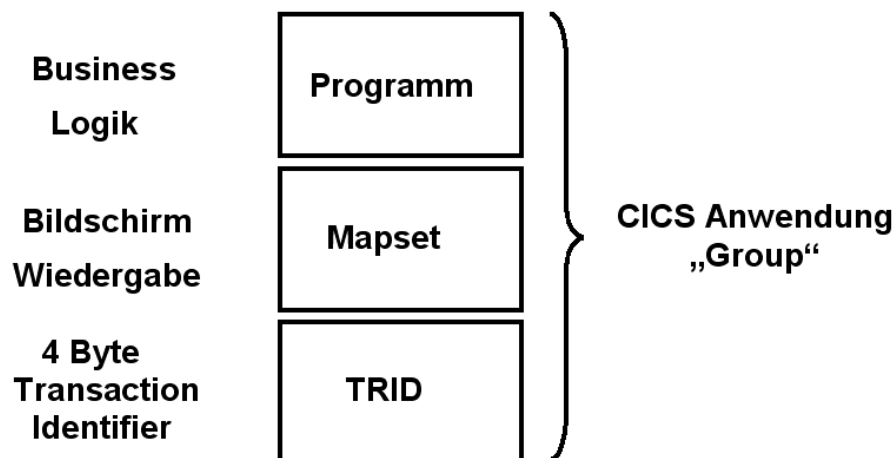 Business
Logik
Programm
Bildschirm
Wiedergabe
Mapset
CICS Anwendung
„Group“
4 Byte
Transaction
Identifier
TRID